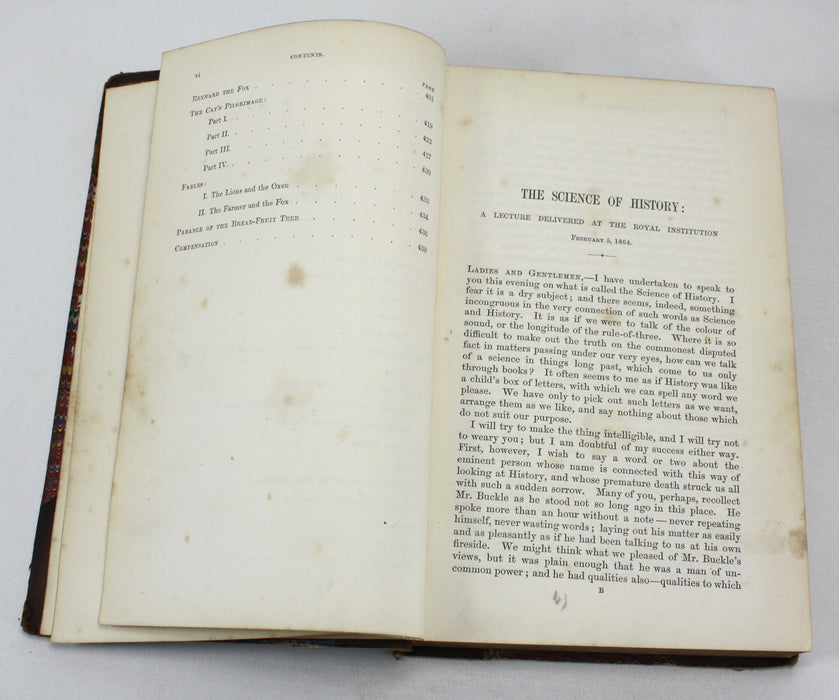 vi CONTENTS.
PAGE
REYNARD THE FOX . . . . . . . . 401
THE CAT'S PILGRIMAGE:
Part I. . . . . . . . . 419
Part II. . . . . . . . . 422
Part III. . . . . . . . . 427
Part IV. . . . . . . . . 430
FABLES:
I. The Lions and the Oxen . . . . . . 433
II. The Farmer and the Fox . . . . . . 434
PARABLE OF THE BREAD-FRUIT TREE . . . . . 436
COMPENSATION . . . . . . . . . 439
THE SCIENCE OF HISTORY:
A LECTURE DELIVERED AT THE ROYAL INSTITUTION
FEBRUARY 5, 1864.
LADIES AND GENTLEMEN,—I have undertaken to speak to
you this evening on what is called the Science of History. I
fear it is a dry subject; and there seems, indeed, something
incongruous in the very connection of such words as Science
and History. It is as if we were to talk of the colour of
sound, or the longitude of the rule-of-three. Where it is so
difficult to make out the truth on the commonest disputed
fact in matters passing under our very eyes, how can we talk
of a science in things long past, which come to us only
through books? It often seems to me as if History was like
a child's box of letters, with which we can spell any word we
please. We have only to pick out such letters as we want,
arrange them as we like, and say nothing about those which
do not suit our purpose.
I will try to make the thing intelligible, and I will try not
to weary you; but I am doubtful of my success either way.
First, however, I wish to say a word or two about the
eminent person whose name is connected with this way of
looking at History, and whose premature death struck us all
with such a sudden sorrow. Many of you, perhaps, recollect
Mr. Buckle as he stood not so long ago in this place. He
spoke more than an hour without a note—never repeating
himself, never wasting words; laying out his matter as easily
and as pleasantly as if he had been talking to us at his own
fireside. We might think what we pleased of Mr. Buckle's
views, but it was plain enough that he was a man of un-
common power; and he had qualities also—qualities to which
B